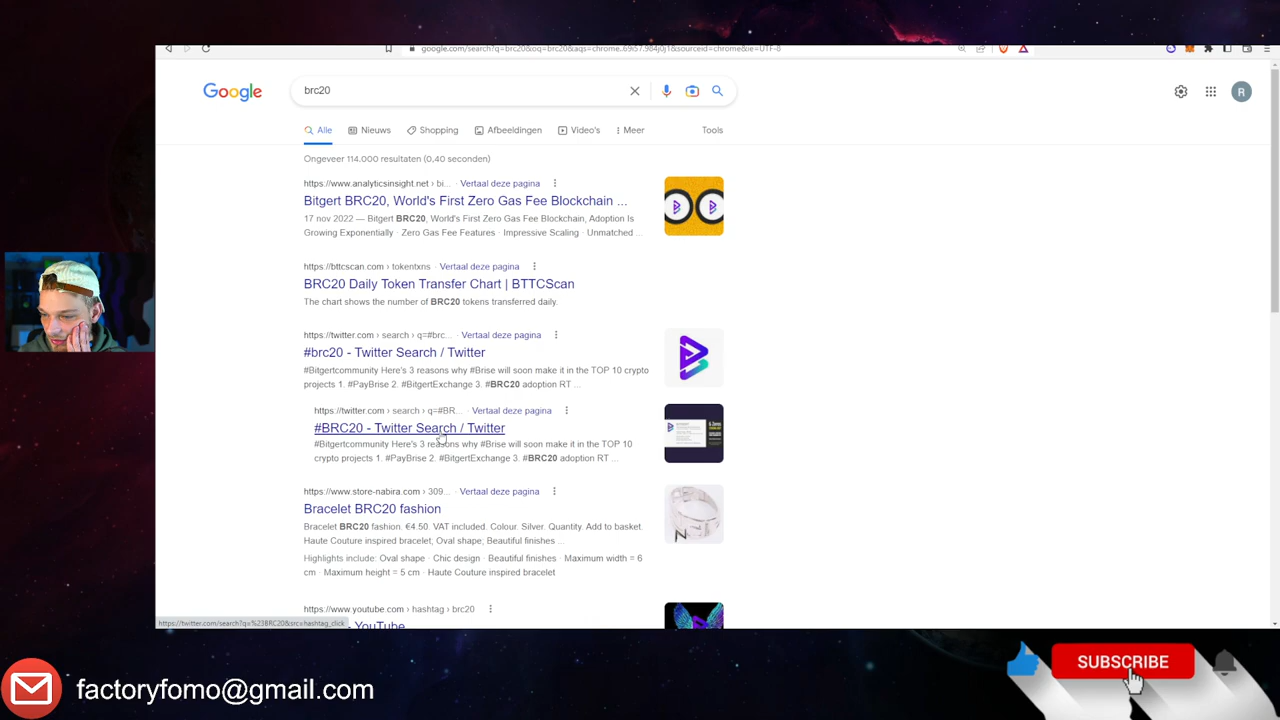 google.com/search?q=brc20&oq=brc20&aqs=chrome..69i57.984j0j1&sourceid=chrome&ie=UTF-8
Google
brc20
R
Alle
Nieuws
Shopping
Afbeeldingen
Video's
Meer
Tools
Ongeveer 114.000 resultaten (0,40 seconden)
https://www.analyticsinsight.net › bi... · Vertaal deze pagina
Bitgert BRC20, World's First Zero Gas Fee Blockchain ...
17 nov 2022 — Bitgert BRC20, World's First Zero Gas Fee Blockchain, Adoption Is
Growing Exponentially · Zero Gas Fee Features · Impressive Scaling · Unmatched ...
https://bttcscan.com › tokentxns · Vertaal deze pagina
BRC20 Daily Token Transfer Chart | BTTCScan
The chart shows the number of BRC20 tokens transferred daily.
https://twitter.com › search › q=#brc... · Vertaal deze pagina
#brc20 - Twitter Search / Twitter
#Bitgertcommunity Here's 3 reasons why #Brise will soon make it in the TOP 10 crypto
projects 1. #PayBrise 2. #BitgertExchange 3. #BRC20 adoption RT ...
https://twitter.com › search › q=#BR... · Vertaal deze pagina
#BRC20 - Twitter Search / Twitter
#Bitgertcommunity Here's 3 reasons why #Brise will soon make it in the TOP 10
crypto projects 1. #PayBrise 2. #BitgertExchange 3. #BRC20 adoption RT ...
https://www.store-nabira.com › 309... · Vertaal deze pagina
Bracelet BRC20 fashion
Bracelet BRC20 fashion. €4.50. VAT included. Colour. Silver. Quantity. Add to basket.
Haute Couture inspired bracelet; Oval shape; Beautiful finishes ...
Highlights include: Oval shape · Chic design · Beautiful finishes · Maximum width = 6
cm · Maximum height = 5 cm · Haute Couture inspired bracelet
https://www.youtube.com › hashtag › brc20
- YouTube
https://twitter.com/search?q=%23BRC20&src=hashtag_click
factoryfomo@gmail.com
SUBSCRIBE